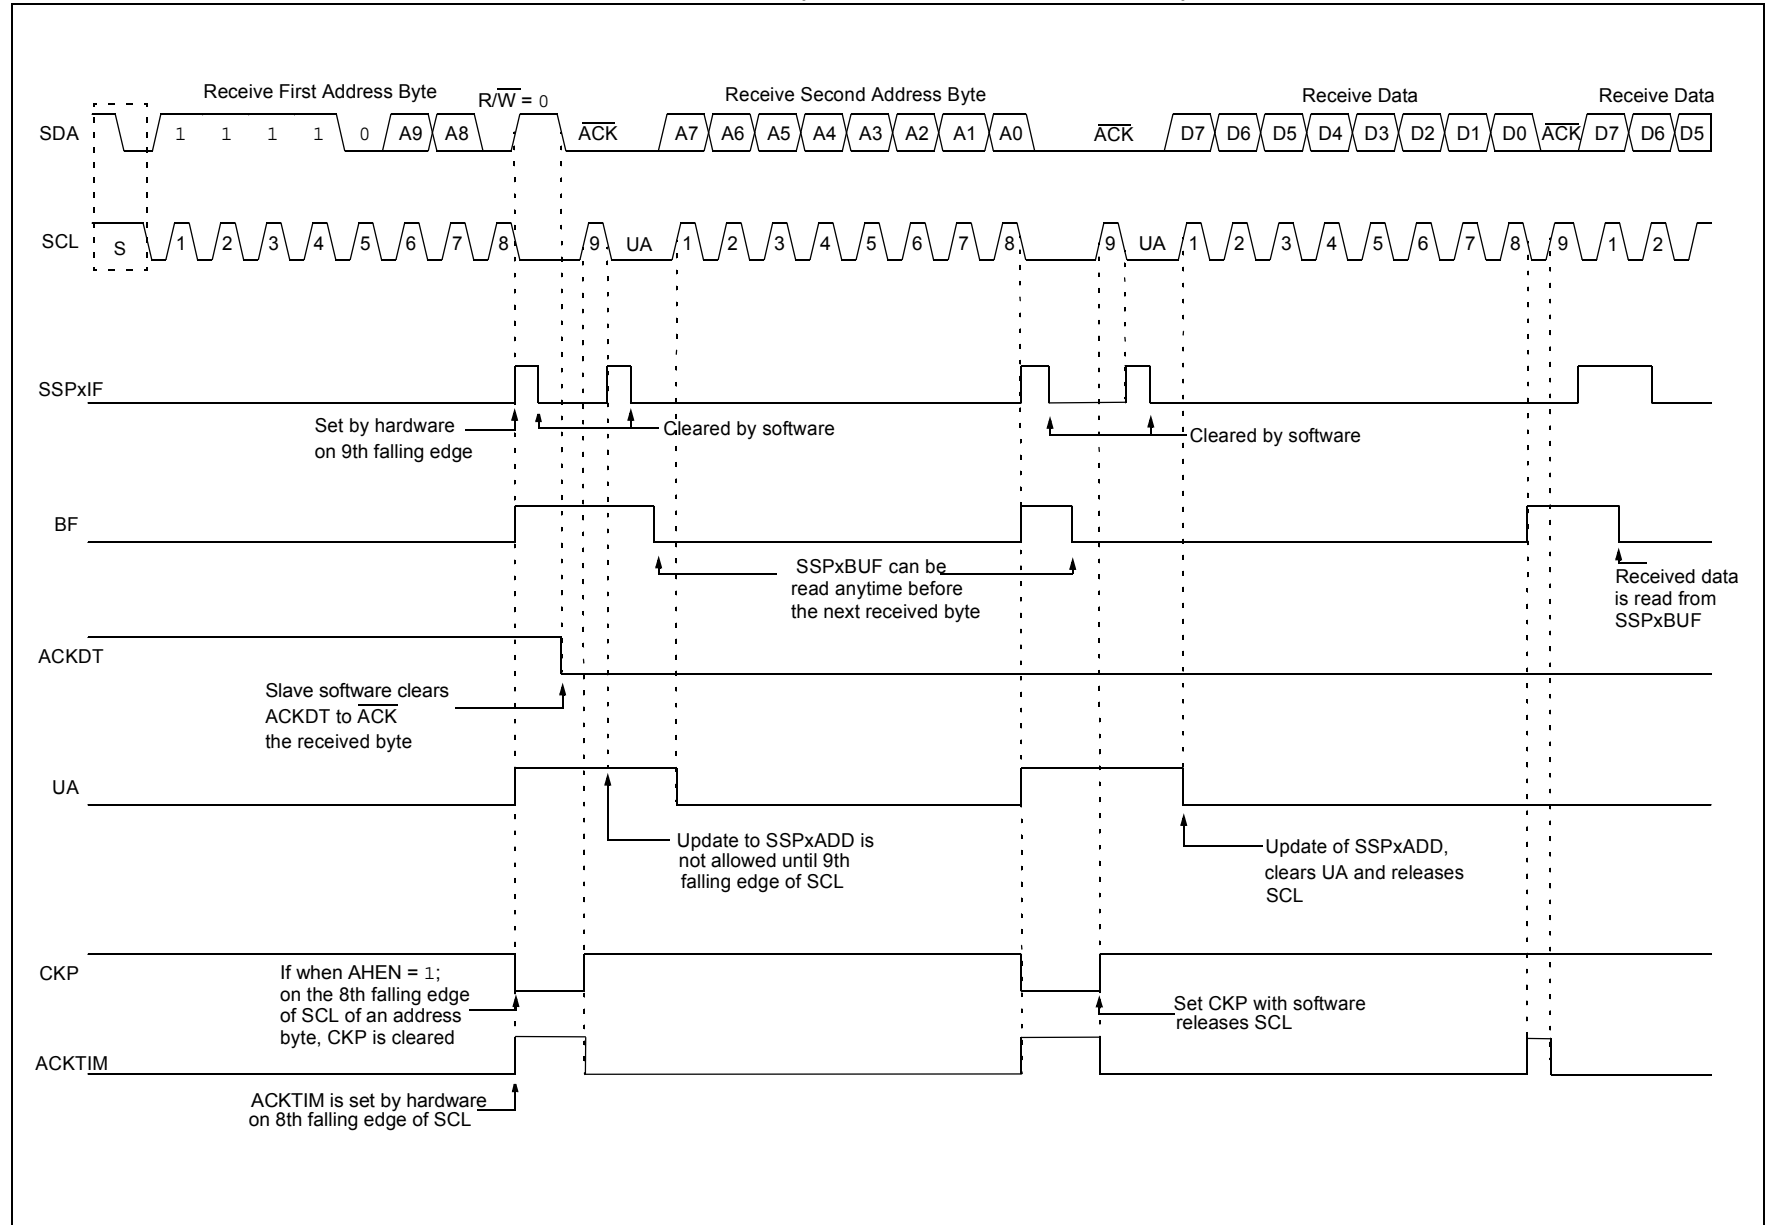 Receive First Address Byte
R/W̅ = 0
Receive Second Address Byte
Receive Data
Receive Data
SDA
1 1 1 1 0 A9 A8 A̅C̅K̅ A7 A6 A5 A4 A3 A2 A1 A0 A̅C̅K̅ D7 D6 D5 D4 D3 D2 D1 D0 A̅C̅K̅ D7 D6 D5
SCL
S 1 2 3 4 5 6 7 8 9 UA 1 2 3 4 5 6 7 8 9 UA 1 2 3 4 5 6 7 8 9 1 2
SSPxIF
Set by hardware
on 9th falling edge
Cleared by software
Cleared by software
BF
SSPxBUF can be
read anytime before
the next received byte
Received data
is read from
SSPxBUF
ACKDT
Slave software clears
ACKDT to A̅C̅K̅
the received byte
UA
Update to SSPxADD is
not allowed until 9th
falling edge of SCL
Update of SSPxADD,
clears UA and releases
SCL
CKP
If when AHEN = 1;
on the 8th falling edge
of SCL of an address
byte, CKP is cleared
Set CKP with software
releases SCL
ACKTIM
ACKTIM is set by hardware
on 8th falling edge of SCL